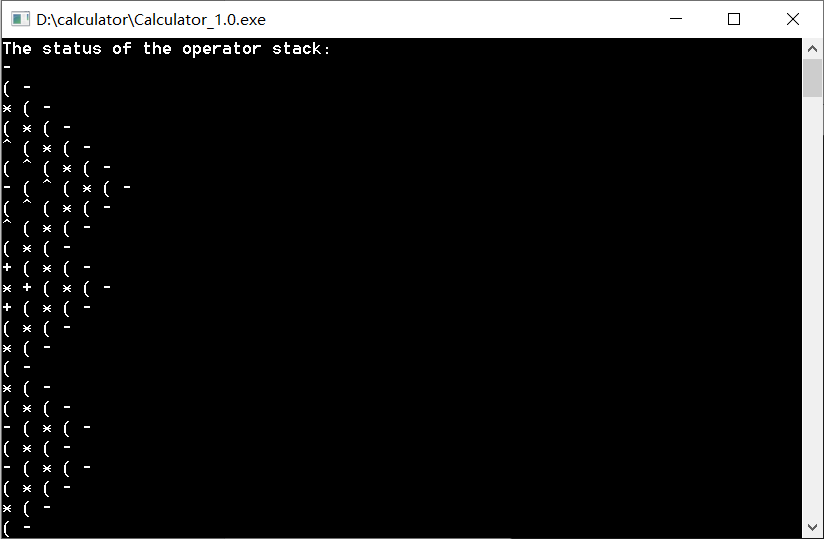 D:\calculator\Calculator_1.0.exe
The status of the operator stack:
-
( -
* ( -
( * ( -
^ ( * ( -
( ^ ( * ( -
- ( ^ ( * ( -
( ^ ( * ( -
^ ( * ( -
( * ( -
+ ( * ( -
* + ( * ( -
+ ( * ( -
( * ( -
* ( -
( -
* ( -
( * ( -
- ( * ( -
( * ( -
- ( * ( -
( * ( -
* ( -
( -